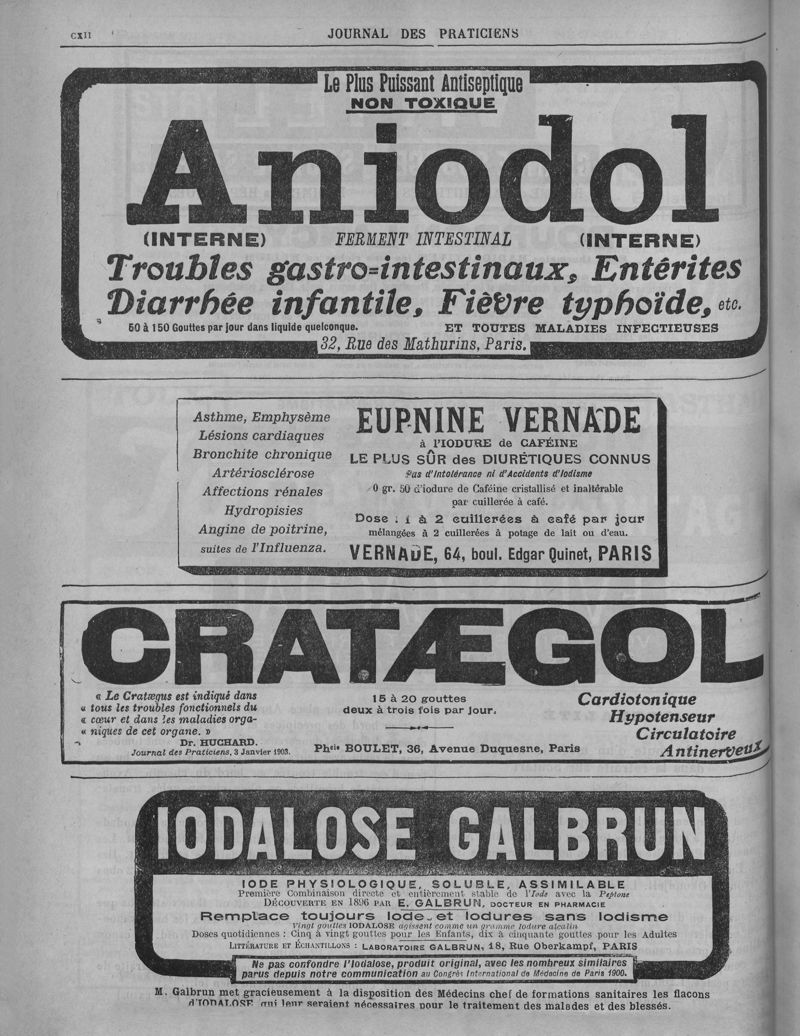 CXII
JOURNAL DES PRATICIENS
Le Plus Puissant Antiseptique
NON TOXIQUE
Aniodol
(INTERNE) FERMENT INTESTINAL (INTERNE)
Troubles gastro=intestinaux, Entérites
Diarrhée infantile, Fièvre typhoïde, etc.
50 à 150 Gouttes par jour dans liquide quelconque. ET TOUTES MALADIES INFECTIEUSES
32, Rue des Mathurins, Paris.
Asthme, Emphysème
Lésions cardiaques
Bronchite chronique
Artériosclérose
Affections rénales
Hydropisies
Angine de poitrine,
suites de l'Influenza.
EUPNINE VERNADE
à l'IODURE de CAFÉINE
LE PLUS SÛR des DIURÉTIQUES CONNUS
Pas d'Intolérance ni d'Accidents d'Iodisme
0 gr. 50 d'iodure de Caféine cristallisé et inaltérable
par cuillerée à café.
Dose : 1 à 2 cuillerées à café par jour
mélangées à 2 cuillerées à potage de lait ou d'eau.
VERNADE, 64, boul. Edgar Quinet, PARIS
CRATÆGOL
« Le Cratægus est indiqué dans
« tous les troubles fonctionnels du
« cœur et dans les maladies orga-
« niques de cet organe. »
Dr. HUCHARD.
Journal des Praticiens, 3 Janvier 1903.
15 à 20 gouttes
deux à trois fois par jour.
Phcie BOULET, 36, Avenue Duquesne, Paris
Cardiotonique
Hypotenseur
Circulatoire
Antinerveux
IODALOSE GALBRUN
IODE PHYSIOLOGIQUE, SOLUBLE, ASSIMILABLE
Première Combinaison directe et entièrement stable de l'Iode avec la Peptone
DÉCOUVERTE EN 1896 PAR E. GALBRUN, DOCTEUR EN PHARMACIE
Remplace toujours Iode et Iodures sans Iodisme
Vingt gouttes IODALOSE agissent comme un gramme Iodure alcalin
Doses quotidiennes : Cinq à vingt gouttes pour les Enfants, dix à cinquante gouttes pour les Adultes
LITTÉRATURE ET ÉCHANTILLONS : LABORATOIRE GALBRUN, 18, Rue Oberkampf, PARIS
Ne pas confondre l'Iodalose, produit original, avec les nombreux similaires
parus depuis notre communication au Congrès International de Médecine de Paris 1900.
M. Galbrun met gracieusement à la disposition des Médecins chef de formations sanitaires les flacons
d'IODALOSE qui leur seraient nécessaires pour le traitement des malades et des blessés.